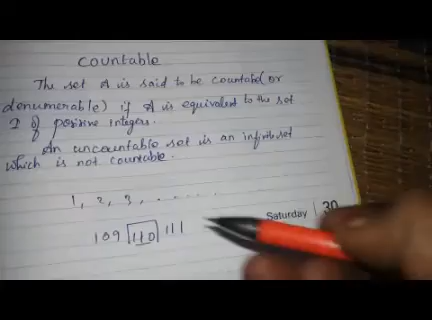 countable
The set A is said to be countabl(or
denumerable) if A is equivalent to the set
I of positive integers.
An uncountable set is an infinite set
which is not countable.
1, 2, 3, .......
109 110 111
Saturday 30